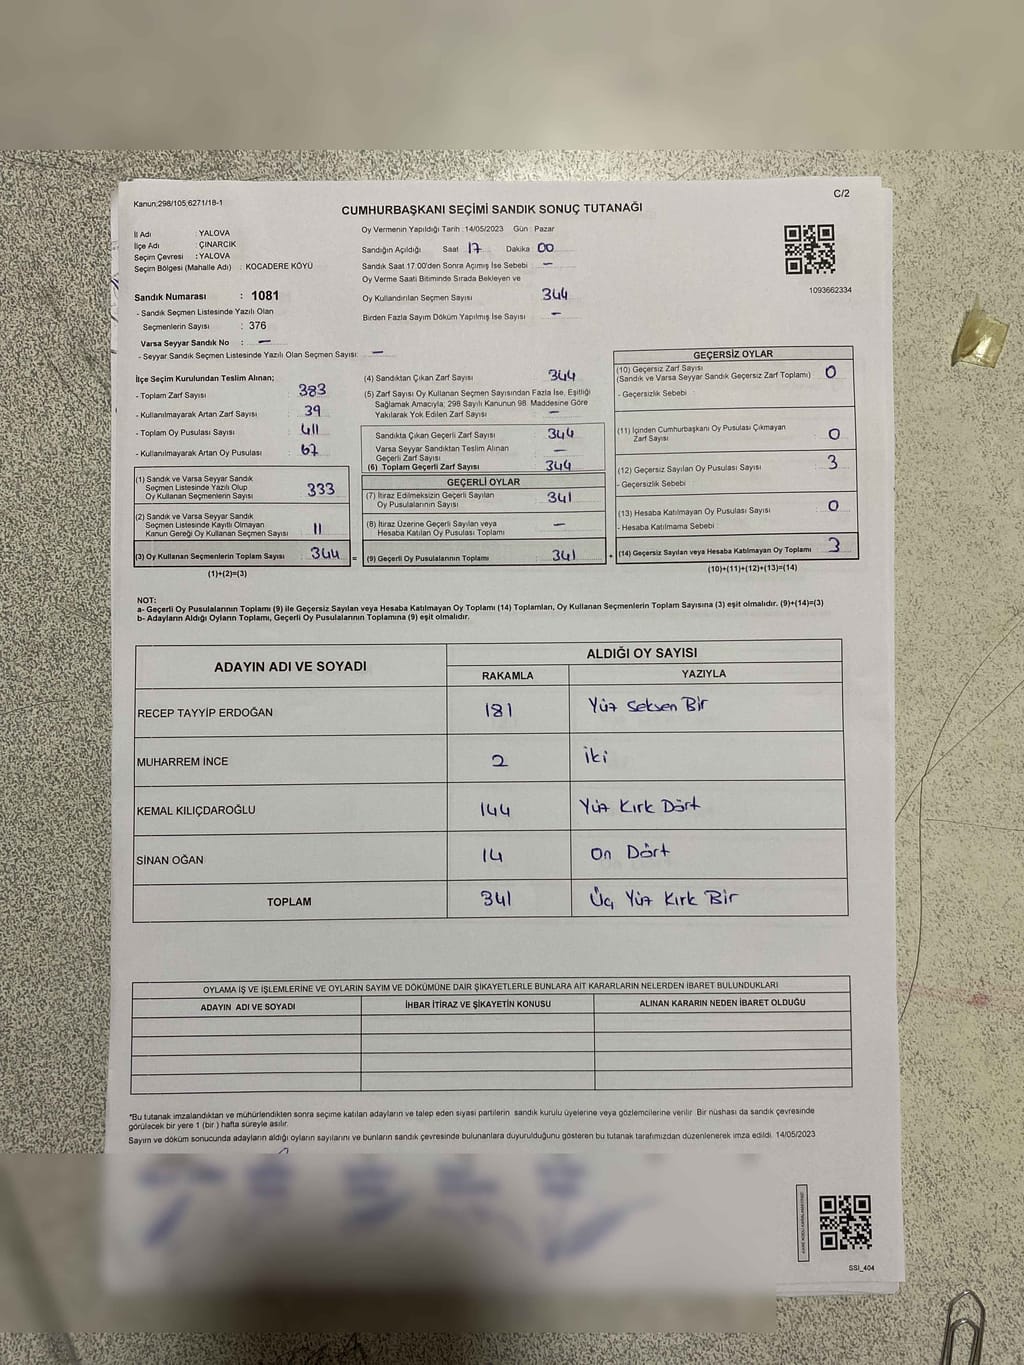 Kanun;298/105,6271/18-1
C/2
CUMHURBAŞKANI SEÇİMİ SANDIK SONUÇ TUTANAĞI
İl Adı : YALOVA
İlçe Adı : ÇINARCIK
Seçim Çevresi : YALOVA
Seçim Bölgesi (Mahalle Adı) : KOCADERE KÖYÜ
Sandık Numarası : 1081
- Sandık Seçmen Listesinde Yazılı Olan
Seçmenlerin Sayısı : 376
Varsa Seyyar Sandık No : —
- Seyyar Sandık Seçmen Listesinde Yazılı Olan Seçmen Sayısı: —
Oy Vermenin Yapıldığı Tarih :14/05/2023 Gün : Pazar
Sandığın Açıldığı Saat 17 Dakika 00
Sandık Saat 17:00'den Sonra Açımış İse Sebebi —
Oy Verme Saati Bitiminde Sırada Bekleyen ve
Oy Kullandırılan Seçmen Sayısı 344
Birden Fazla Sayım Döküm Yapılmış İse Sayısı —
1093662334
İlçe Seçim Kurulundan Teslim Alınan;
- Toplam Zarf Sayısı : 383
- Kullanılmayarak Artan Zarf Sayısı : 39
- Toplam Oy Pusulası Sayısı : 411
- Kullanılmayarak Artan Oy Pusulası : 67
(1) Sandık ve Varsa Seyyar Sandık
Seçmen Listesinde Yazılı Olup
Oy Kullanan Seçmenlerin Sayısı 333
(2) Sandık ve Varsa Seyyar Sandık
Seçmen Listesinde Kayıtlı Olmayan
Kanun Gereği Oy Kullanan Seçmen Sayısı 11
(3) Oy Kullanan Seçmenlerin Toplam Sayısı 344
(1)+(2)=(3)
=
(4) Sandıktan Çıkan Zarf Sayısı 344
(5) Zarf Sayısı Oy Kullanan Seçmen Sayısından Fazla İse, Eşitliği
Sağlamak Amacıyla; 298 Sayılı Kanunun 98. Maddesine Göre
Yakılarak Yok Edilen Zarf Sayısı —
Sandıkta Çıkan Geçerli Zarf Sayısı 344
Varsa Seyyar Sandıktan Teslim Alınan
Geçerli Zarf Sayısı —
(6) Toplam Geçerli Zarf Sayısı 344
GEÇERLİ OYLAR
(7) İtiraz Edilmeksizin Geçerli Sayılan
Oy Pusulalarının Sayısı 341
(8) İtiraz Üzerine Geçerli Sayılan veya
Hesaba Katılan Oy Pusulası Toplamı —
(9) Geçerli Oy Pusulalarının Toplamı 341
+
GEÇERSİZ OYLAR
(10) Geçersiz Zarf Sayısı
(Sandık ve Varsa Seyyar Sandık Geçersiz Zarf Toplamı) 0
- Geçersizlik Sebebi
(11) İçinden Cumhurbaşkanı Oy Pusulası Çıkmayan
Zarf Sayısı 0
(12) Geçersiz Sayılan Oy Pusulası Sayısı 3
- Geçersizlik Sebebi
(13) Hesaba Katılmayan Oy Pusulası Sayısı 0
- Hesaba Katılmama Sebebi
(14) Geçersiz Sayılan veya Hesaba Katılmayan Oy Toplamı 3
(10)+(11)+(12)+(13)=(14)
NOT:
a- Geçerli Oy Pusulalarının Toplamı (9) ile Geçersiz Sayılan veya Hesaba Katılmayan Oy Toplamı (14) Toplamları, Oy Kullanan Seçmenlerin Toplam Sayısına (3) eşit olmalıdır. (9)+(14)=(3)
b- Adayların Aldığı Oyların Toplamı, Geçerli Oy Pusulalarının Toplamına (9) eşit olmalıdır.
ADAYIN ADI VE SOYADI
ALDIĞI OY SAYISI
RAKAMLA YAZIYLA
RECEP TAYYİP ERDOĞAN 181 Yüz Seksen Bir
MUHARREM İNCE 2 iki
KEMAL KILIÇDAROĞLU 144 Yüz Kırk Dört
SİNAN OĞAN 14 On Dört
TOPLAM 341 Üç Yüz Kırk Bir
OYLAMA İŞ VE İŞLEMLERİNE VE OYLARIN SAYIM VE DÖKÜMÜNE DAİR ŞİKAYETLERLE BUNLARA AİT KARARLARIN NELERDEN İBARET BULUNDUKLARI
ADAYIN ADI VE SOYADI İHBAR İTİRAZ VE ŞİKAYETİN KONUSU ALINAN KARARIN NEDEN İBARET OLDUĞU
*Bu tutanak imzalandıktan ve mühürlendikten sonra seçime katılan adayların ve talep eden siyasi partilerin sandık kurulu üyelerine veya gözlemcilerine verilir. Bir nüshası da sandık çevresinde
görülecek bir yere 1 (bir) hafta süreyle asılır.
Sayım ve döküm sonucunda adayların aldığı oyların sayılarını ve bunların sandık çevresinde bulunanlara duyurulduğunu gösteren bu tutanak tarafımızdan düzenlenerek imza edildi. 14/05/2023
SSI_404